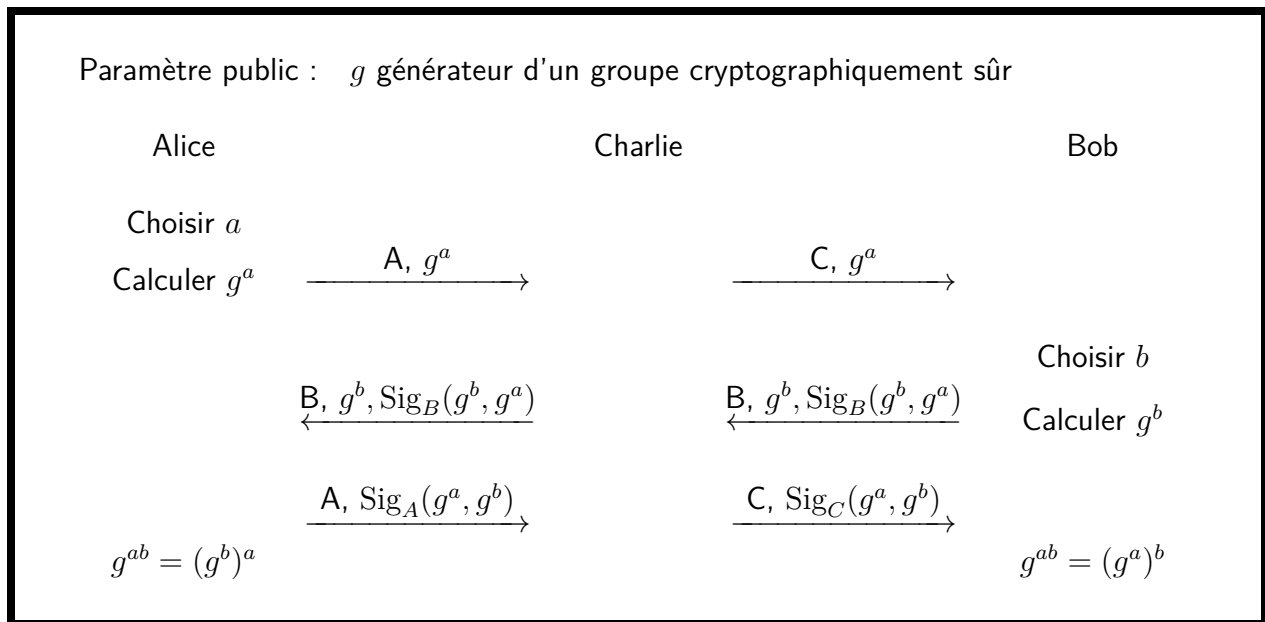 Paramètre public : g générateur d'un groupe cryptographiquement sûr
Alice Charlie Bob
Choisir a
Calculer g^a A, g^a C, g^a
Choisir b
B, g^b, Sig_B(g^b, g^a) B, g^b, Sig_B(g^b, g^a) Calculer g^b
A, Sig_A(g^a, g^b) C, Sig_C(g^a, g^b)
g^{ab} = (g^b)^a g^{ab} = (g^a)^b